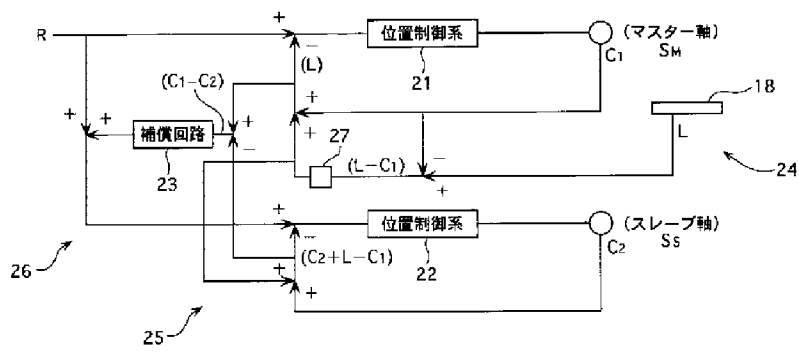 R
+
−
位置制御系
21
C1
(マスター軸)
SM
(L)
(C1−C2)
+
+
補償回路
23
+
−
+
+
27
(L−C1)
−
+
18
L
24
+
−
位置制御系
22
C2
(スレーブ軸)
SS
(C2+L−C1)
+
+
26
25